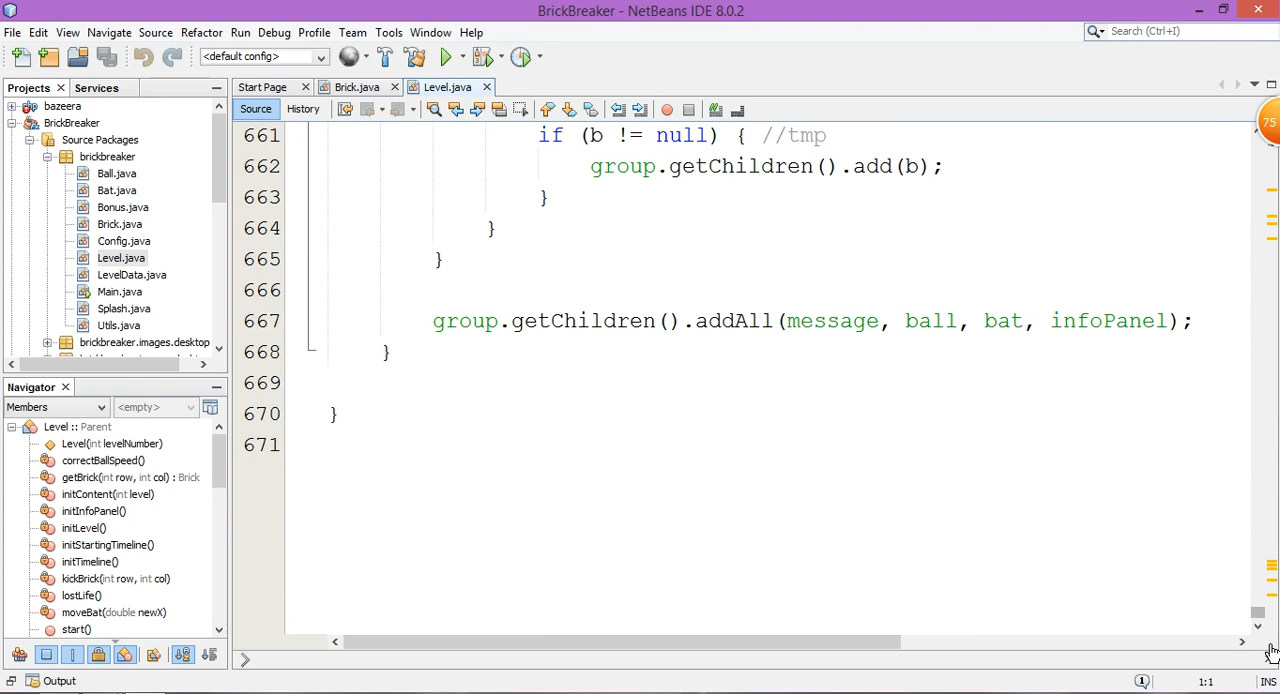 BrickBreaker - NetBeans IDE 8.0.2
File Edit View Navigate Source Refactor Run Debug Profile Team Tools Window Help
Search (Ctrl+I)
<default config>
Projects Services
Start Page Brick.java Level.java
Source History
75
bazeera
BrickBreaker
Source Packages
brickbreaker
Ball.java
Bat.java
Bonus.java
Brick.java
Config.java
Level.java
LevelData.java
Main.java
Splash.java
Utils.java
brickbreaker.images.desktop
661 if (b != null) { //tmp
662 group.getChildren().add(b);
663 }
664 }
665 }
666
667 group.getChildren().addAll(message, ball, bat, infoPanel);
668 }
669
670 }
671
Navigator
Members <empty>
Level :: Parent
Level(int levelNumber)
correctBallSpeed()
getBrick(int row, int col) : Brick
initContent(int level)
initInfoPanel()
initLevel()
initStartingTimeline()
initTimeline()
kickBrick(int row, int col)
lostLife()
moveBat(double newX)
start()
Output
1
1:1
INS